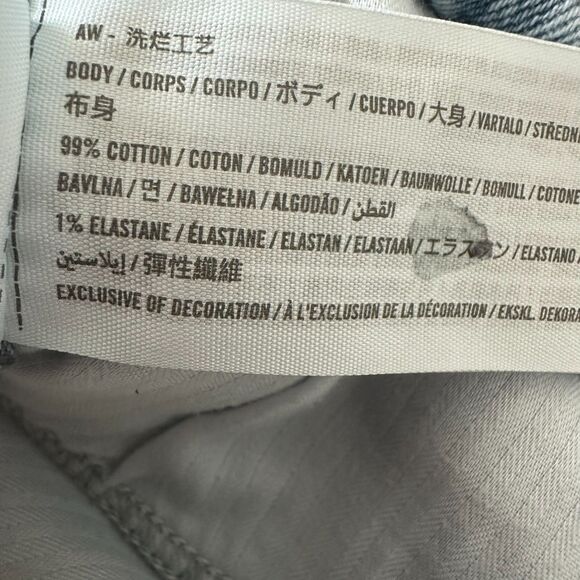 AW - 洗烂工艺
BODY / CORPS / CORPO / ボディ / CUERPO / 大身 / VARTALO / STŘEDNÍ
布身
99% COTTON / COTON / BOMULD / KATOEN / BAUMWOLLE / BOMULL / COTONE
BAVLNA / 면 / BAWEŁNA / ALGODÃO / القطن
1% ELASTANE / ÉLASTANE / ELASTAN / ELASTAAN / エラスタン / ELASTANO /
إيلاستين / 彈性纖維
EXCLUSIVE OF DECORATION / À L'EXCLUSION DE LA DÉCORATION / EKSKL. DEKORA